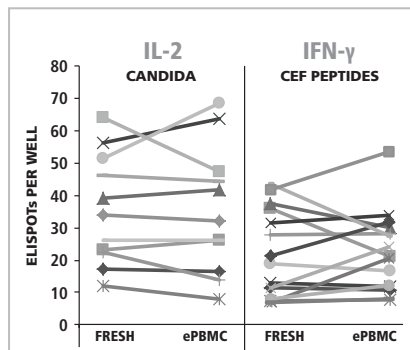 IL-2 IFN-γ
CANDIDA CEF PEPTIDES
ELISPOTs PER WELL
80
70
60
50
40
30
20
10
0
FRESH ePBMC FRESH ePBMC